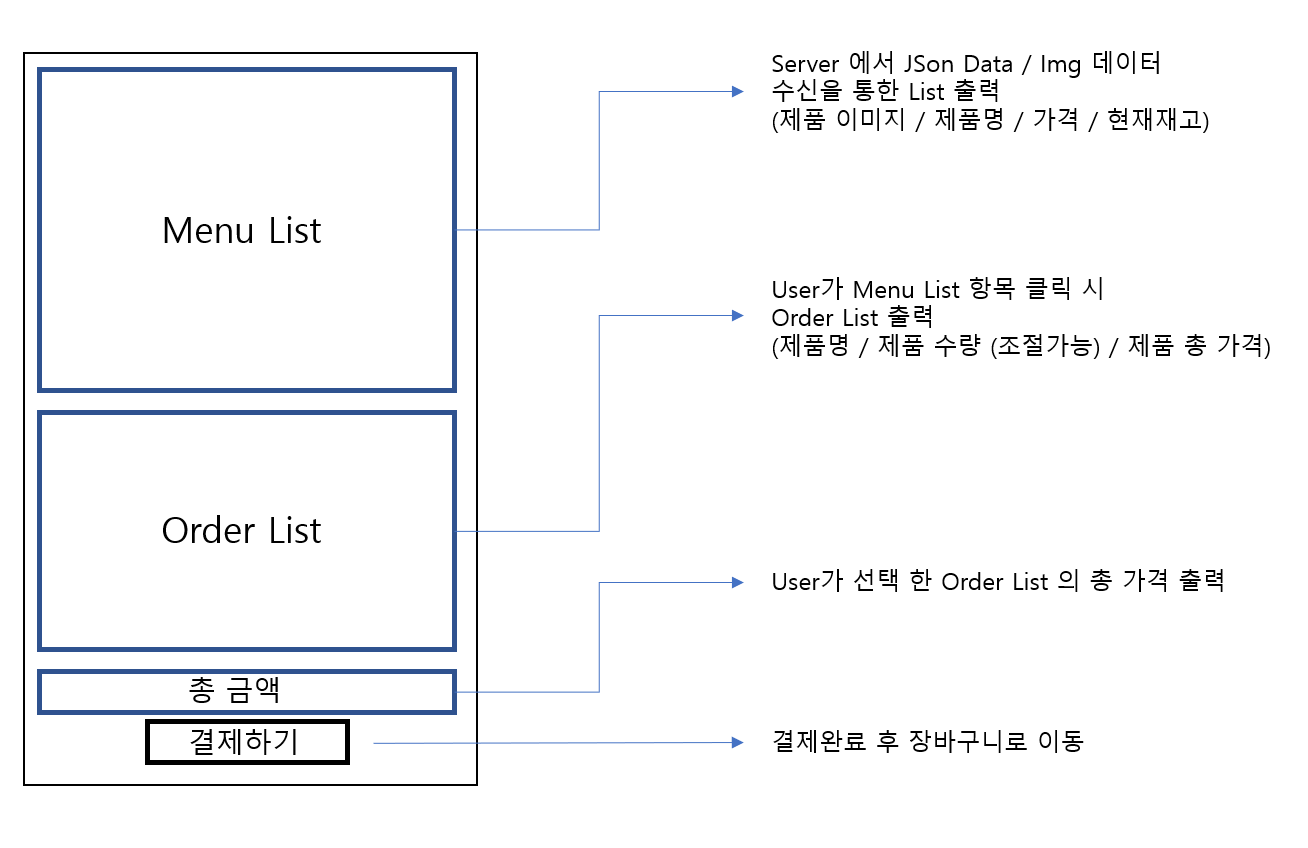 Menu List
Server 에서 JSon Data / Img 데이터
수신을 통한 List 출력
(제품 이미지 / 제품명 / 가격 / 현재재고)
Order List
User가 Menu List 항목 클릭 시
Order List 출력
(제품명 / 제품 수량 (조절가능) / 제품 총 가격)
총 금액
User가 선택 한 Order List 의 총 가격 출력
결제하기
결제완료 후 장바구니로 이동